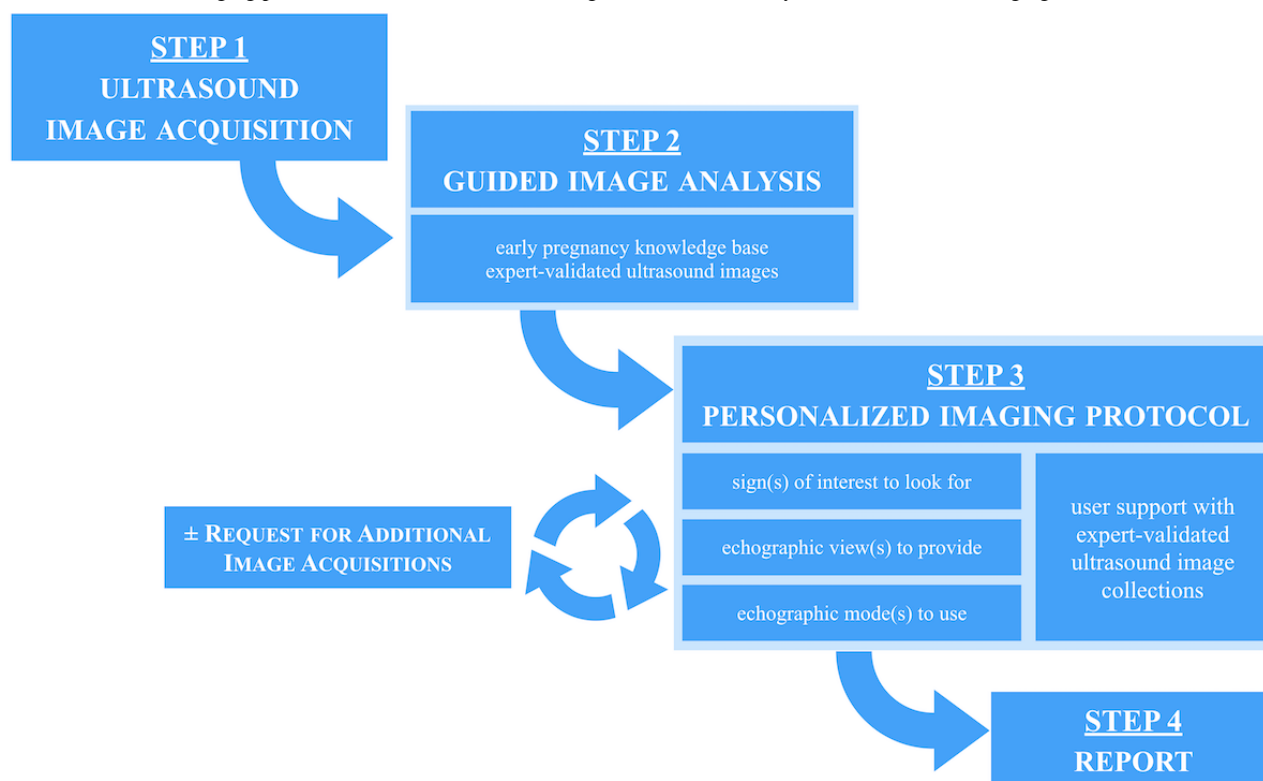 STEP 1
ULTRASOUND
IMAGE ACQUISITION
STEP 2
GUIDED IMAGE ANALYSIS
early pregnancy knowledge base
expert-validated ultrasound images
STEP 3
PERSONALIZED IMAGING PROTOCOL
sign(s) of interest to look for
echographic view(s) to provide
echographic mode(s) to use
user support with
expert-validated
ultrasound image
collections
± REQUEST FOR ADDITIONAL
IMAGE ACQUISITIONS
STEP 4
REPORT